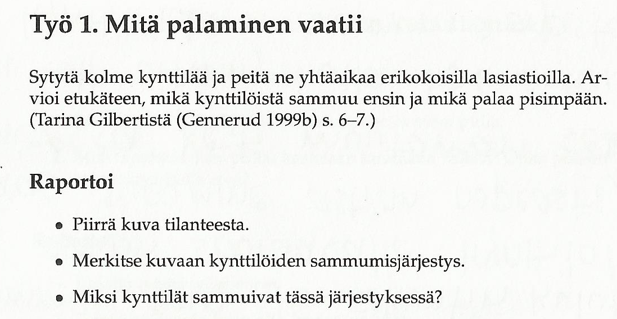 Työ 1. Mitä palaminen vaatii
Sytytä kolme kynttilää ja peitä ne yhtäaikaa erikokoisilla lasiastioilla. Ar-
vioi etukäteen, mikä kynttilöistä sammuu ensin ja mikä palaa pisimpään.
(Tarina Gilbertistä (Gennerud 1999b) s. 6–7.)
Raportoi
• Piirrä kuva tilanteesta.
• Merkitse kuvaan kynttilöiden sammumisjärjestys.
• Miksi kynttilät sammuivat tässä järjestyksessä?